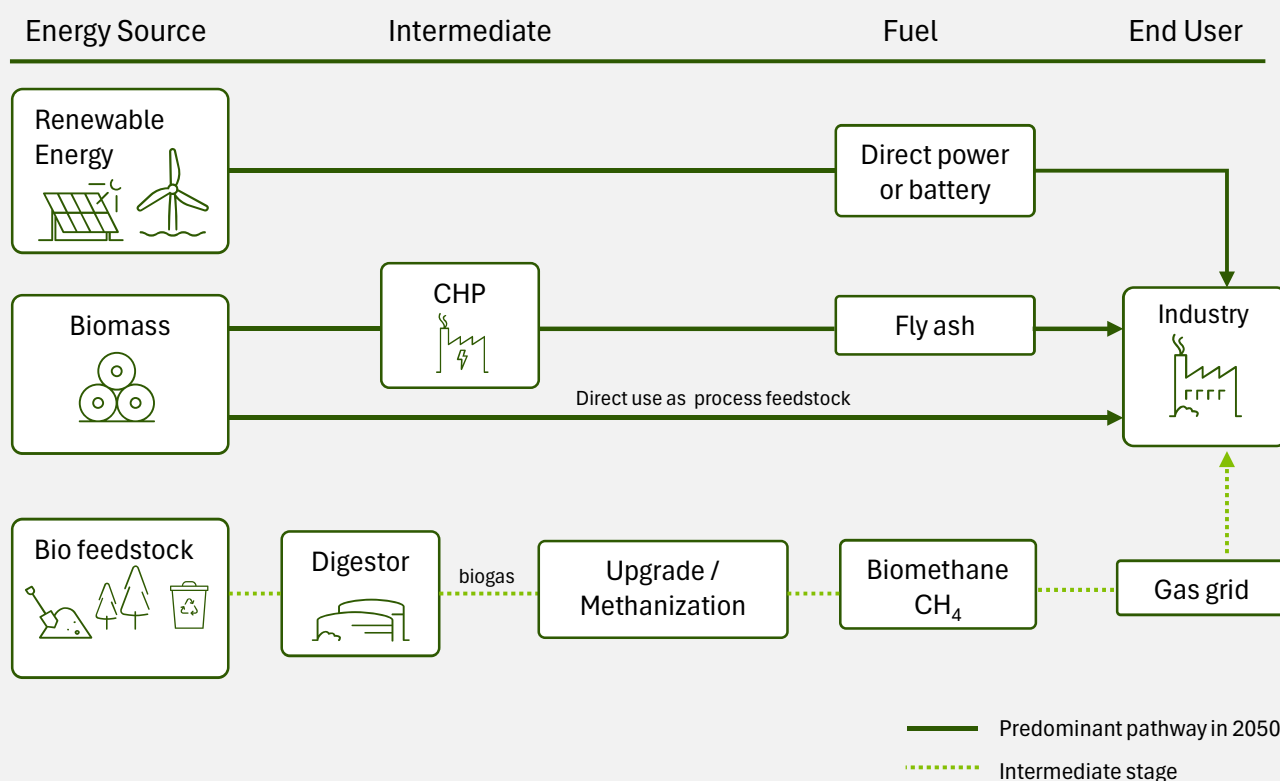 Energy Source
Intermediate
Fuel
End User
Renewable
Energy
Direct power
or battery
CHP
Biomass
Fly ash
Industry
Direct use as process feedstock
Bio feedstock
Digestor
biogas
Upgrade /
Methanization
Biomethane
CH₄
Gas grid
Predominant pathway in 2050
Intermediate stage